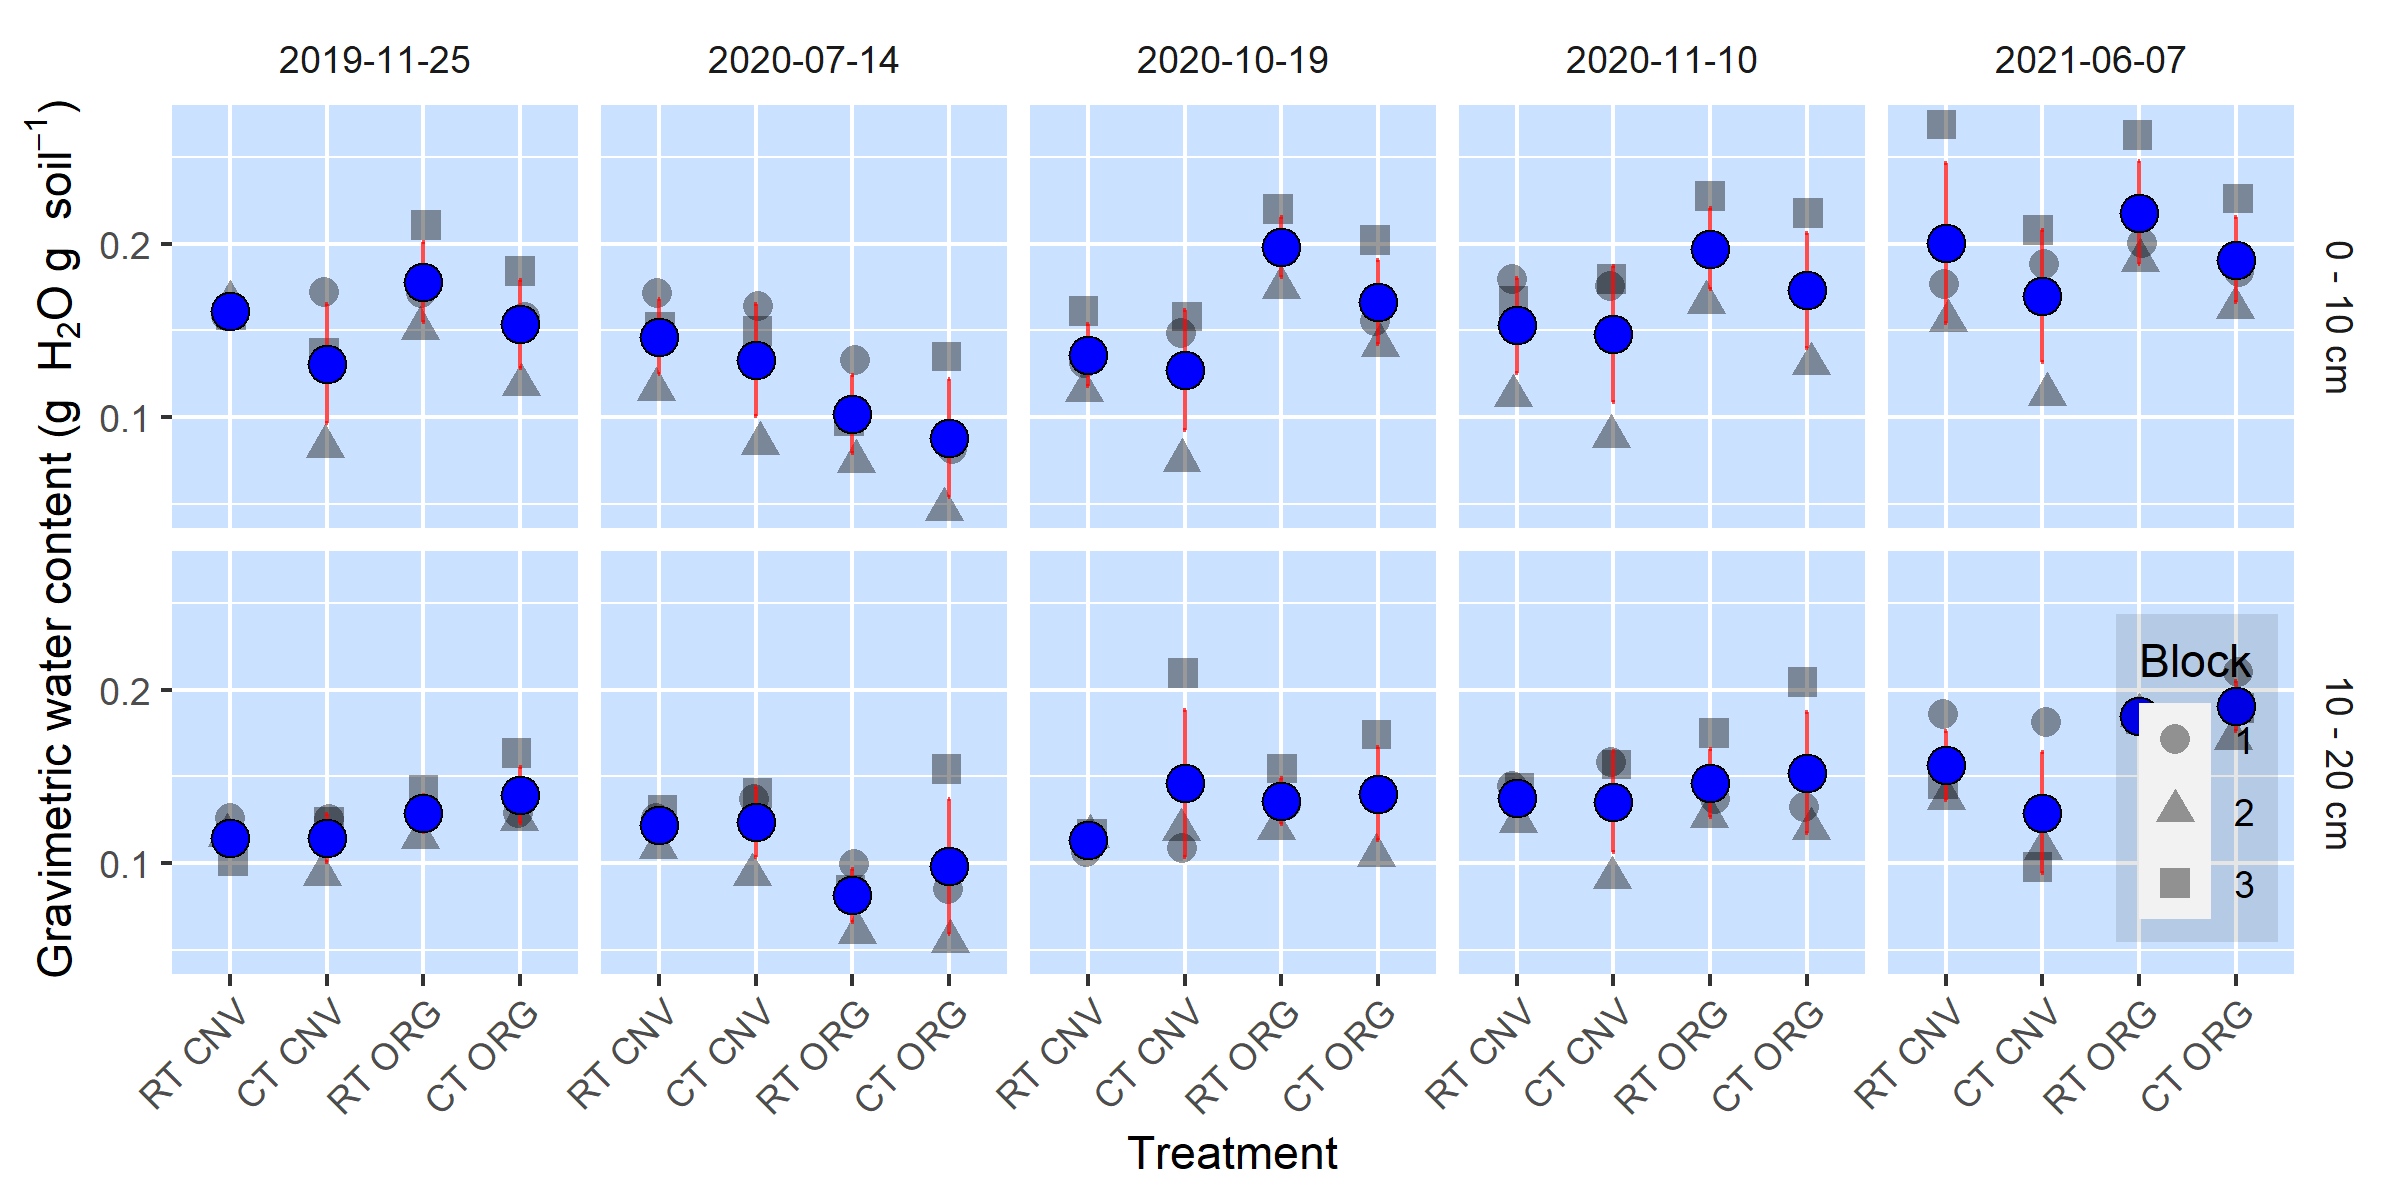 2019-11-25 2020-07-14 2020-10-19 2020-11-10 2021-06-07
Gravimetric water content (g H₂O g soil⁻¹)
0.2
0.1
0 - 10 cm
0.2
0.1
10 - 20 cm
Block
1
2
3
RT CNV CT CNV RT ORG CT ORG RT CNV CT CNV RT ORG CT ORG RT CNV CT CNV RT ORG CT ORG RT CNV CT CNV RT ORG CT ORG RT CNV CT CNV RT ORG CT ORG
Treatment